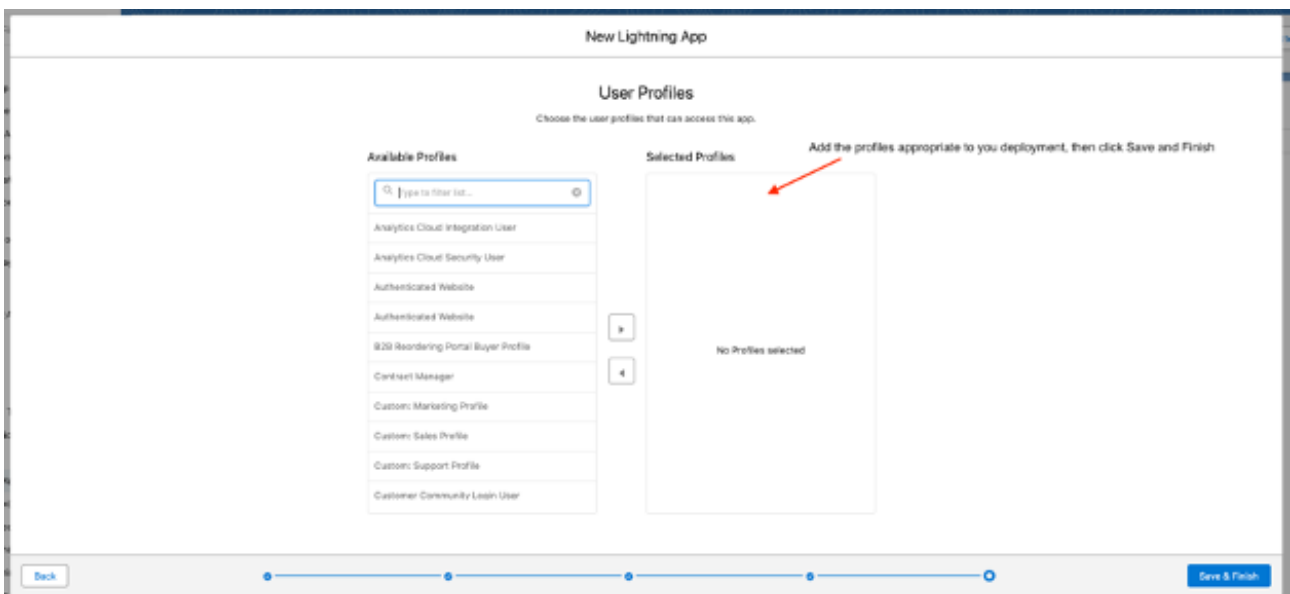 New Lightning App
User Profiles
Choose the user profiles that can access this app.
Add the profiles appropriate to you deployment, then click Save and Finish
Available Profiles
Selected Profiles
Type to filter list...
Analytics Cloud Integration User
Analytics Cloud Security User
Authenticated Website
Authenticated Website
B2B Reordering Portal Buyer Profile
Contract Manager
Custom: Marketing Profile
Custom: Sales Profile
Custom: Support Profile
Customer Community Login User
No Profiles selected
Back
Save & Finish